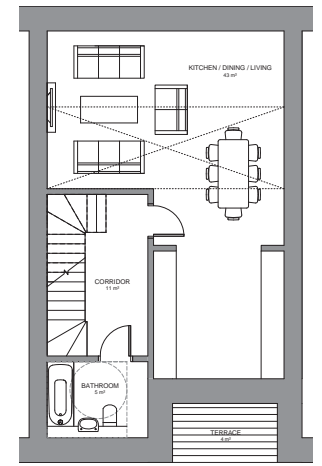 KITCHEN / DINING / LIVING
43 m²
CORRIDOR
11 m²
BATHROOM
5 m²
TERRACE
4 m²